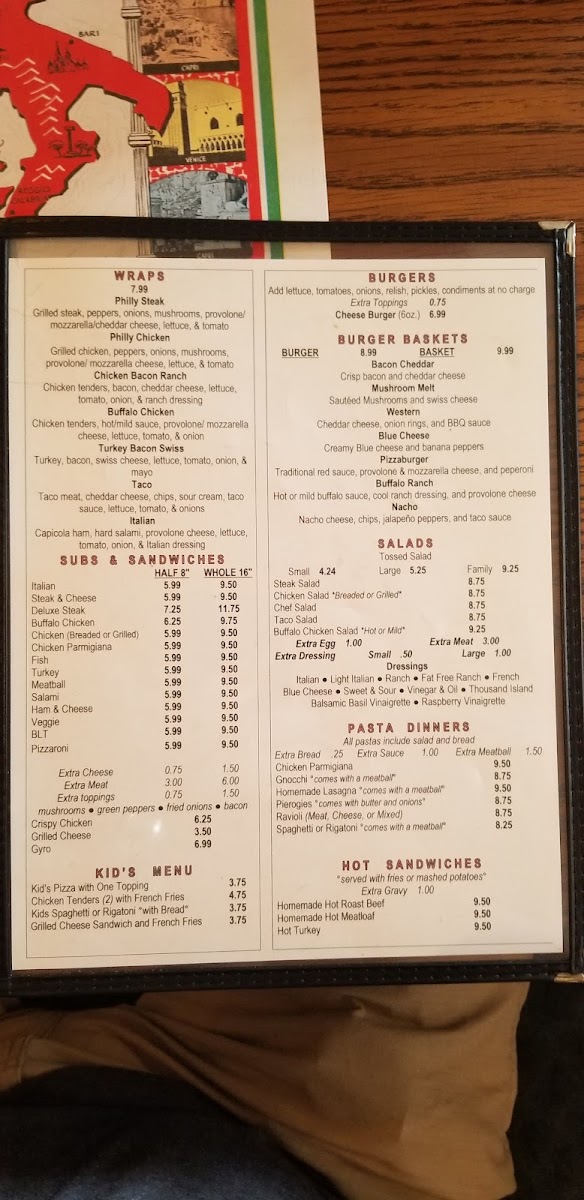 BARI
CAPRI
VENICE
REGGIO
CALABRIA
CAPRI
WRAPS
7.99
Philly Steak
Grilled steak, peppers, onions, mushrooms, provolone/
mozzarella/cheddar cheese, lettuce, & tomato
Philly Chicken
Grilled chicken, peppers, onions, mushrooms,
provolone/ mozzarella cheese, lettuce, & tomato
Chicken Bacon Ranch
Chicken tenders, bacon, cheddar cheese, lettuce,
tomato, onion, & ranch dressing
Buffalo Chicken
Chicken tenders, hot/mild sauce, provolone/ mozzarella
cheese, lettuce, tomato, & onion
Turkey Bacon Swiss
Turkey, bacon, swiss cheese, lettuce, tomato, onion, &
mayo
Taco
Taco meat, cheddar cheese, chips, sour cream, taco
sauce, lettuce, tomato, & onions
Italian
Capicola ham, hard salami, provolone cheese, lettuce,
tomato, onion, & Italian dressing
SUBS & SANDWICHES
HALF 8" WHOLE 16"
Italian 5.99 9.50
Steak & Cheese 5.99 9.50
Deluxe Steak 7.25 11.75
Buffalo Chicken 6.25 9.75
Chicken (Breaded or Grilled) 5.99 9.50
Chicken Parmigiana 5.99 9.50
Fish 5.99 9.50
Turkey 5.99 9.50
Meatball 5.99 9.50
Salami 5.99 9.50
Ham & Cheese 5.99 9.50
Veggie 5.99 9.50
BLT 5.99 9.50
Pizzaroni 5.99 9.50
Extra Cheese 0.75 1.50
Extra Meat 3.00 6.00
Extra toppings 0.75 1.50
mushrooms ● green peppers ● fried onions ● bacon
Crispy Chicken 6.25
Grilled Cheese 3.50
Gyro 6.99
KID'S MENU
Kid's Pizza with One Topping 3.75
Chicken Tenders (2) with French Fries 4.75
Kids Spaghetti or Rigatoni "with Bread" 3.75
Grilled Cheese Sandwich and French Fries 3.75
BURGERS
Add lettuce, tomatoes, onions, relish, pickles, condiments at no charge
Extra Toppings 0.75
Cheese Burger (6oz.) 6.99
BURGER BASKETS
BURGER 8.99 BASKET 9.99
Bacon Cheddar
Crisp bacon and cheddar cheese
Mushroom Melt
Sautéed Mushrooms and swiss cheese
Western
Cheddar cheese, onion rings, and BBQ sauce
Blue Cheese
Creamy Blue cheese and banana peppers
Pizzaburger
Traditional red sauce, provolone & mozzarella cheese, and peperoni
Buffalo Ranch
Hot or mild buffalo sauce, cool ranch dressing, and provolone cheese
Nacho
Nacho cheese, chips, jalapeño peppers, and taco sauce
SALADS
Tossed Salad
Small 4.24 Large 5.25 Family 9.25
Steak Salad 8.75
Chicken Salad *Breaded or Grilled* 8.75
Chef Salad 8.75
Taco Salad 8.75
Buffalo Chicken Salad *Hot or Mild* 9.25
Extra Egg 1.00 Extra Meat 3.00
Extra Dressing Small .50 Large 1.00
Dressings
Italian ● Light Italian ● Ranch ● Fat Free Ranch ● French
Blue Cheese ● Sweet & Sour ● Vinegar & Oil ● Thousand Island
Balsamic Basil Vinaigrette ● Raspberry Vinaigrette
PASTA DINNERS
All pastas include salad and bread
Extra Bread .25 Extra Sauce 1.00 Extra Meatball 1.50
Chicken Parmigiana 9.50
Gnocchi "comes with a meatball" 8.75
Homemade Lasagna "comes with a meatball" 9.50
Pierogies "comes with butter and onions" 8.75
Ravioli (Meat, Cheese, or Mixed) 8.75
Spaghetti or Rigatoni "comes with a meatball" 8.25
HOT SANDWICHES
"served with fries or mashed potatoes"
Extra Gravy 1.00
Homemade Hot Roast Beef 9.50
Homemade Hot Meatloaf 9.50
Hot Turkey 9.50